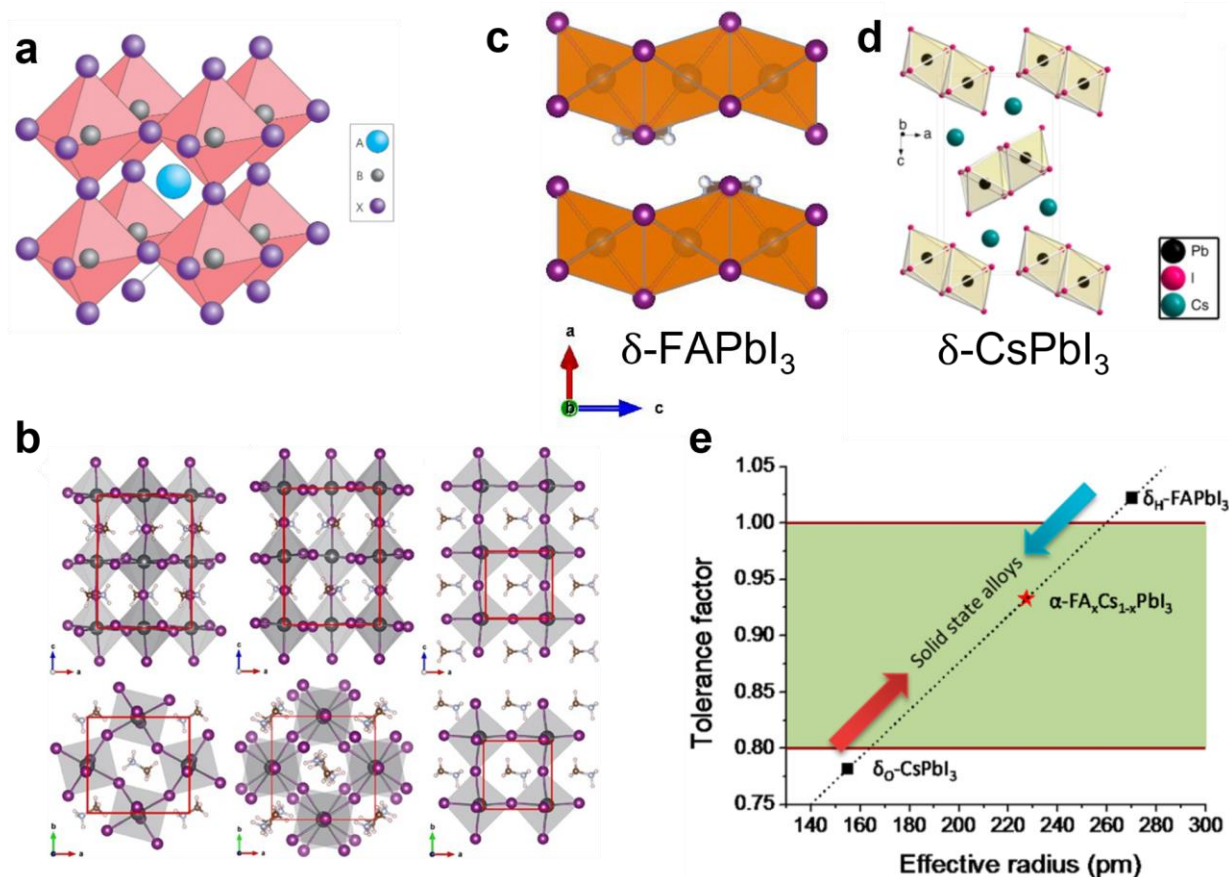 a
A
B
X
c
δ-FAPbI₃
a
b
c
d
b
a
c
Pb
I
Cs
δ-CsPbI₃
b
c
a
c
a
c
a
b
a
b
a
b
a
e
Tolerance factor
1.05
1.00
0.95
0.90
0.85
0.80
0.75
δH-FAPbI₃
Solid state alloys
α-FAₓCs₁₋ₓPbI₃
δO-CsPbI₃
130 160 180 200 220 240 260 280 300
Effective radius (pm)